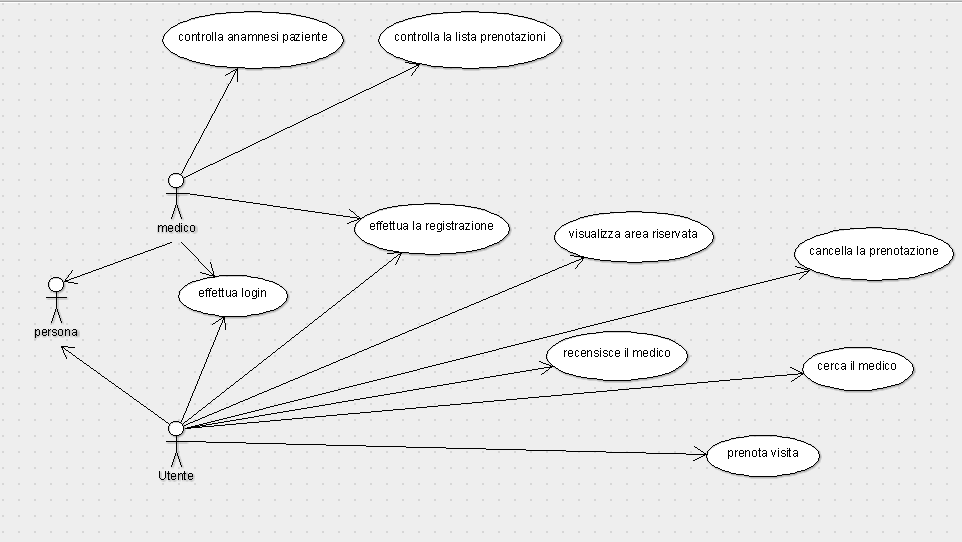 controlla anamnesi paziente
controlla la lista prenotazioni
medico
effettua la registrazione
visualizza area riservata
cancella la prenotazione
effettua login
persona
recensisce il medico
cerca il medico
prenota visita
Utente